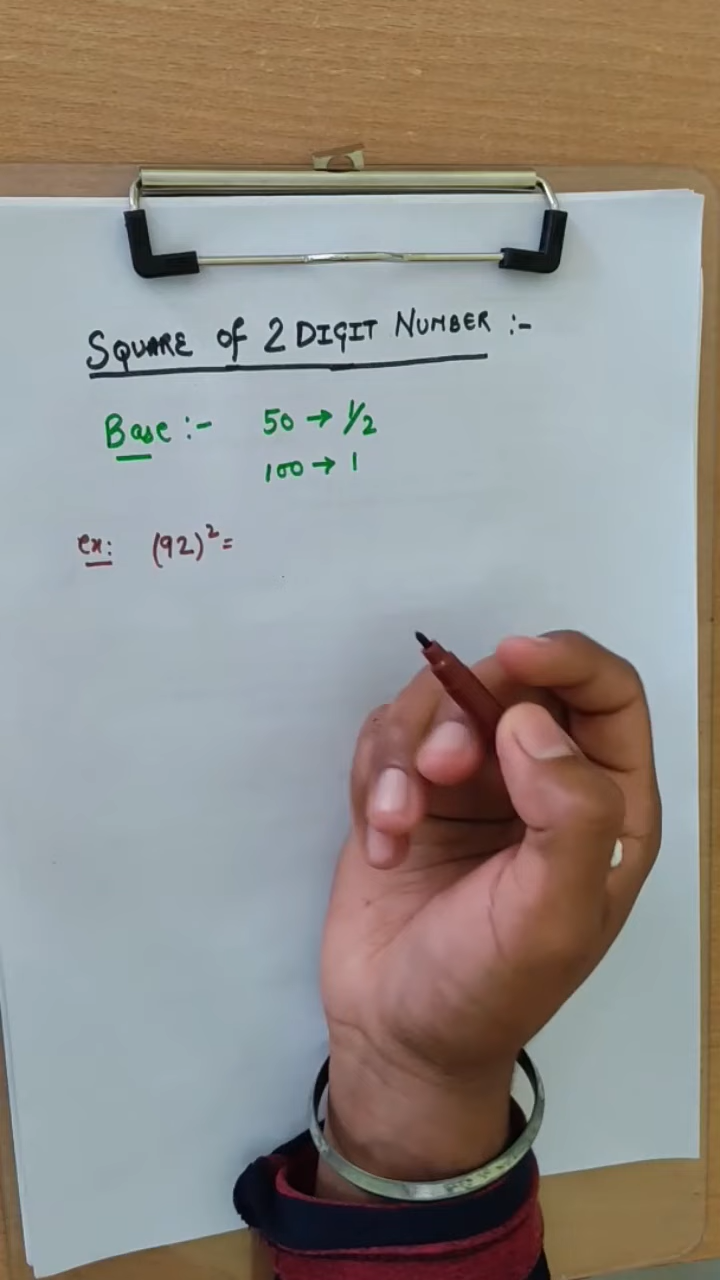 SQUARE of 2 DIGIT NUMBER :-
Base :- 50 → 1/2
100 → 1
ex: (92)²=